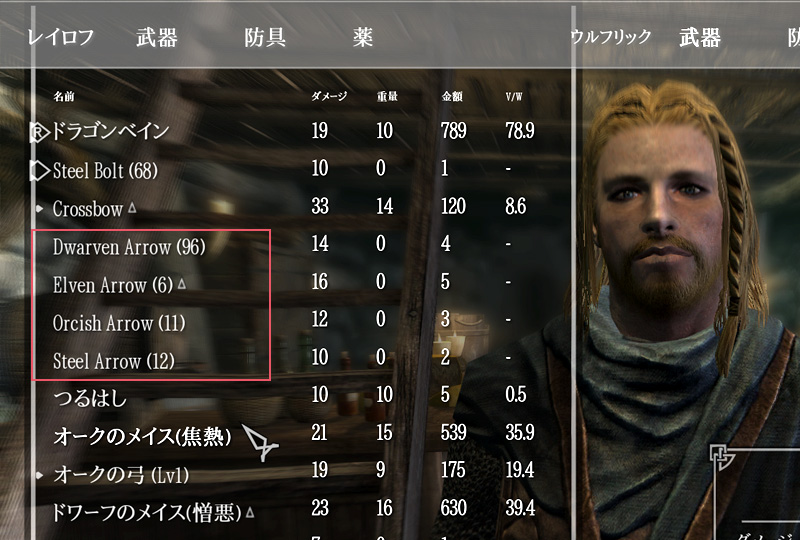 レイロフ 武器 防具 薬 ウルフリック 武器 防
名前 ダメージ 重量 金額 V/W
R ドラゴンベイン 19 10 789 78.9
Steel Bolt (68) 10 0 1 -
Crossbow 33 14 120 8.6
Dwarven Arrow (96) 14 0 4 -
Elven Arrow (6) 16 0 5 -
Orcish Arrow (11) 12 0 3 -
Steel Arrow (12) 10 0 2 -
つるはし 10 10 5 0.5
オークのメイス(焦熱) 21 15 539 35.9
オークの弓 (Lv1) 19 9 175 19.4
ドワーフのメイス(憎悪) 23 16 630 39.4